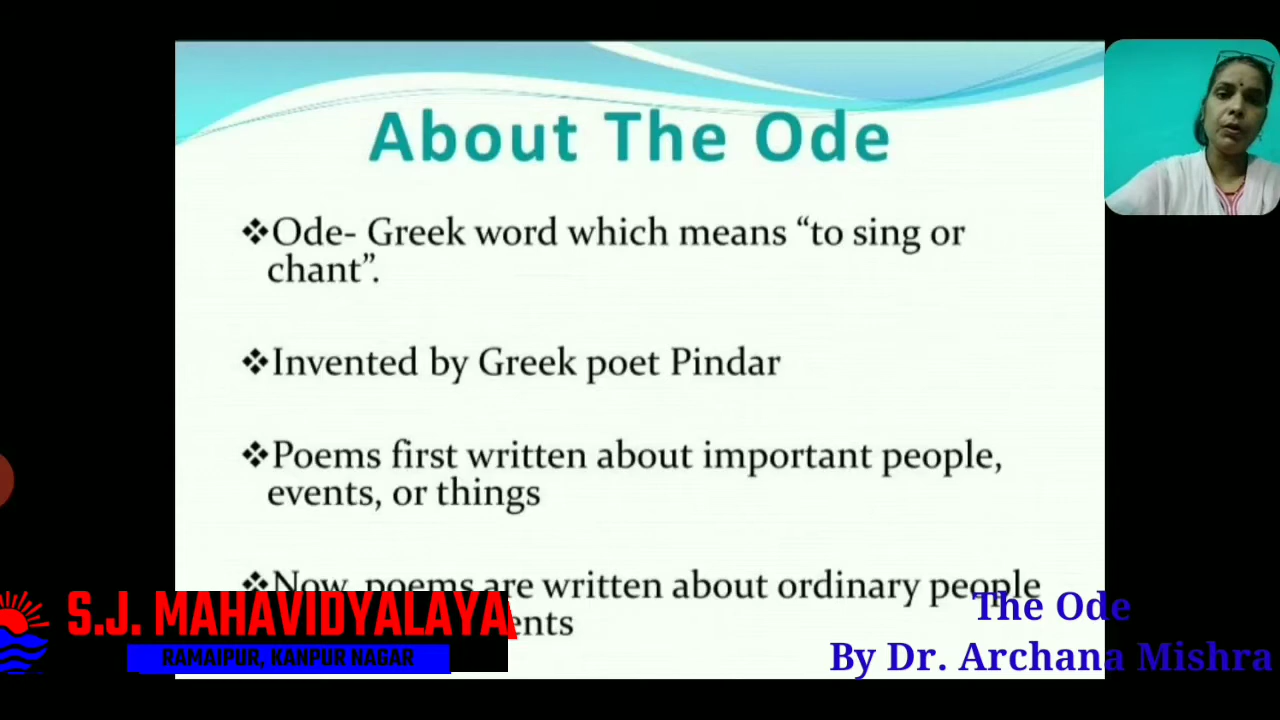 About The Ode
❖Ode- Greek word which means “to sing or
chant”.
❖Invented by Greek poet Pindar
❖Poems first written about important people,
events, or things
❖Now, poems are written about ordinary people
ents
S.J. MAHAVIDYALAYA
RAMAIPUR, KANPUR NAGAR
The Ode
By Dr. Archana Mishra